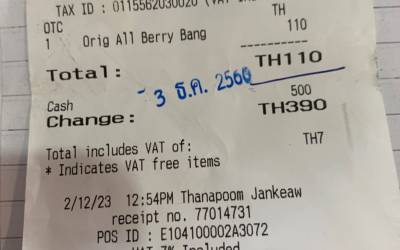 TAX ID : 0115562030020 (VAT
OTC TH
1 Orig All Berry Bang 110
Total: TH110
3 ธ.ค. 2560
Cash 500
Change: TH390
Total includes VAT of: TH7
* Indicates VAT free items
2/12/23 12:54PM Thanapoom Jankeaw
receipt no. 77014731
POS ID : E104100002A3072
VAT 7% Included